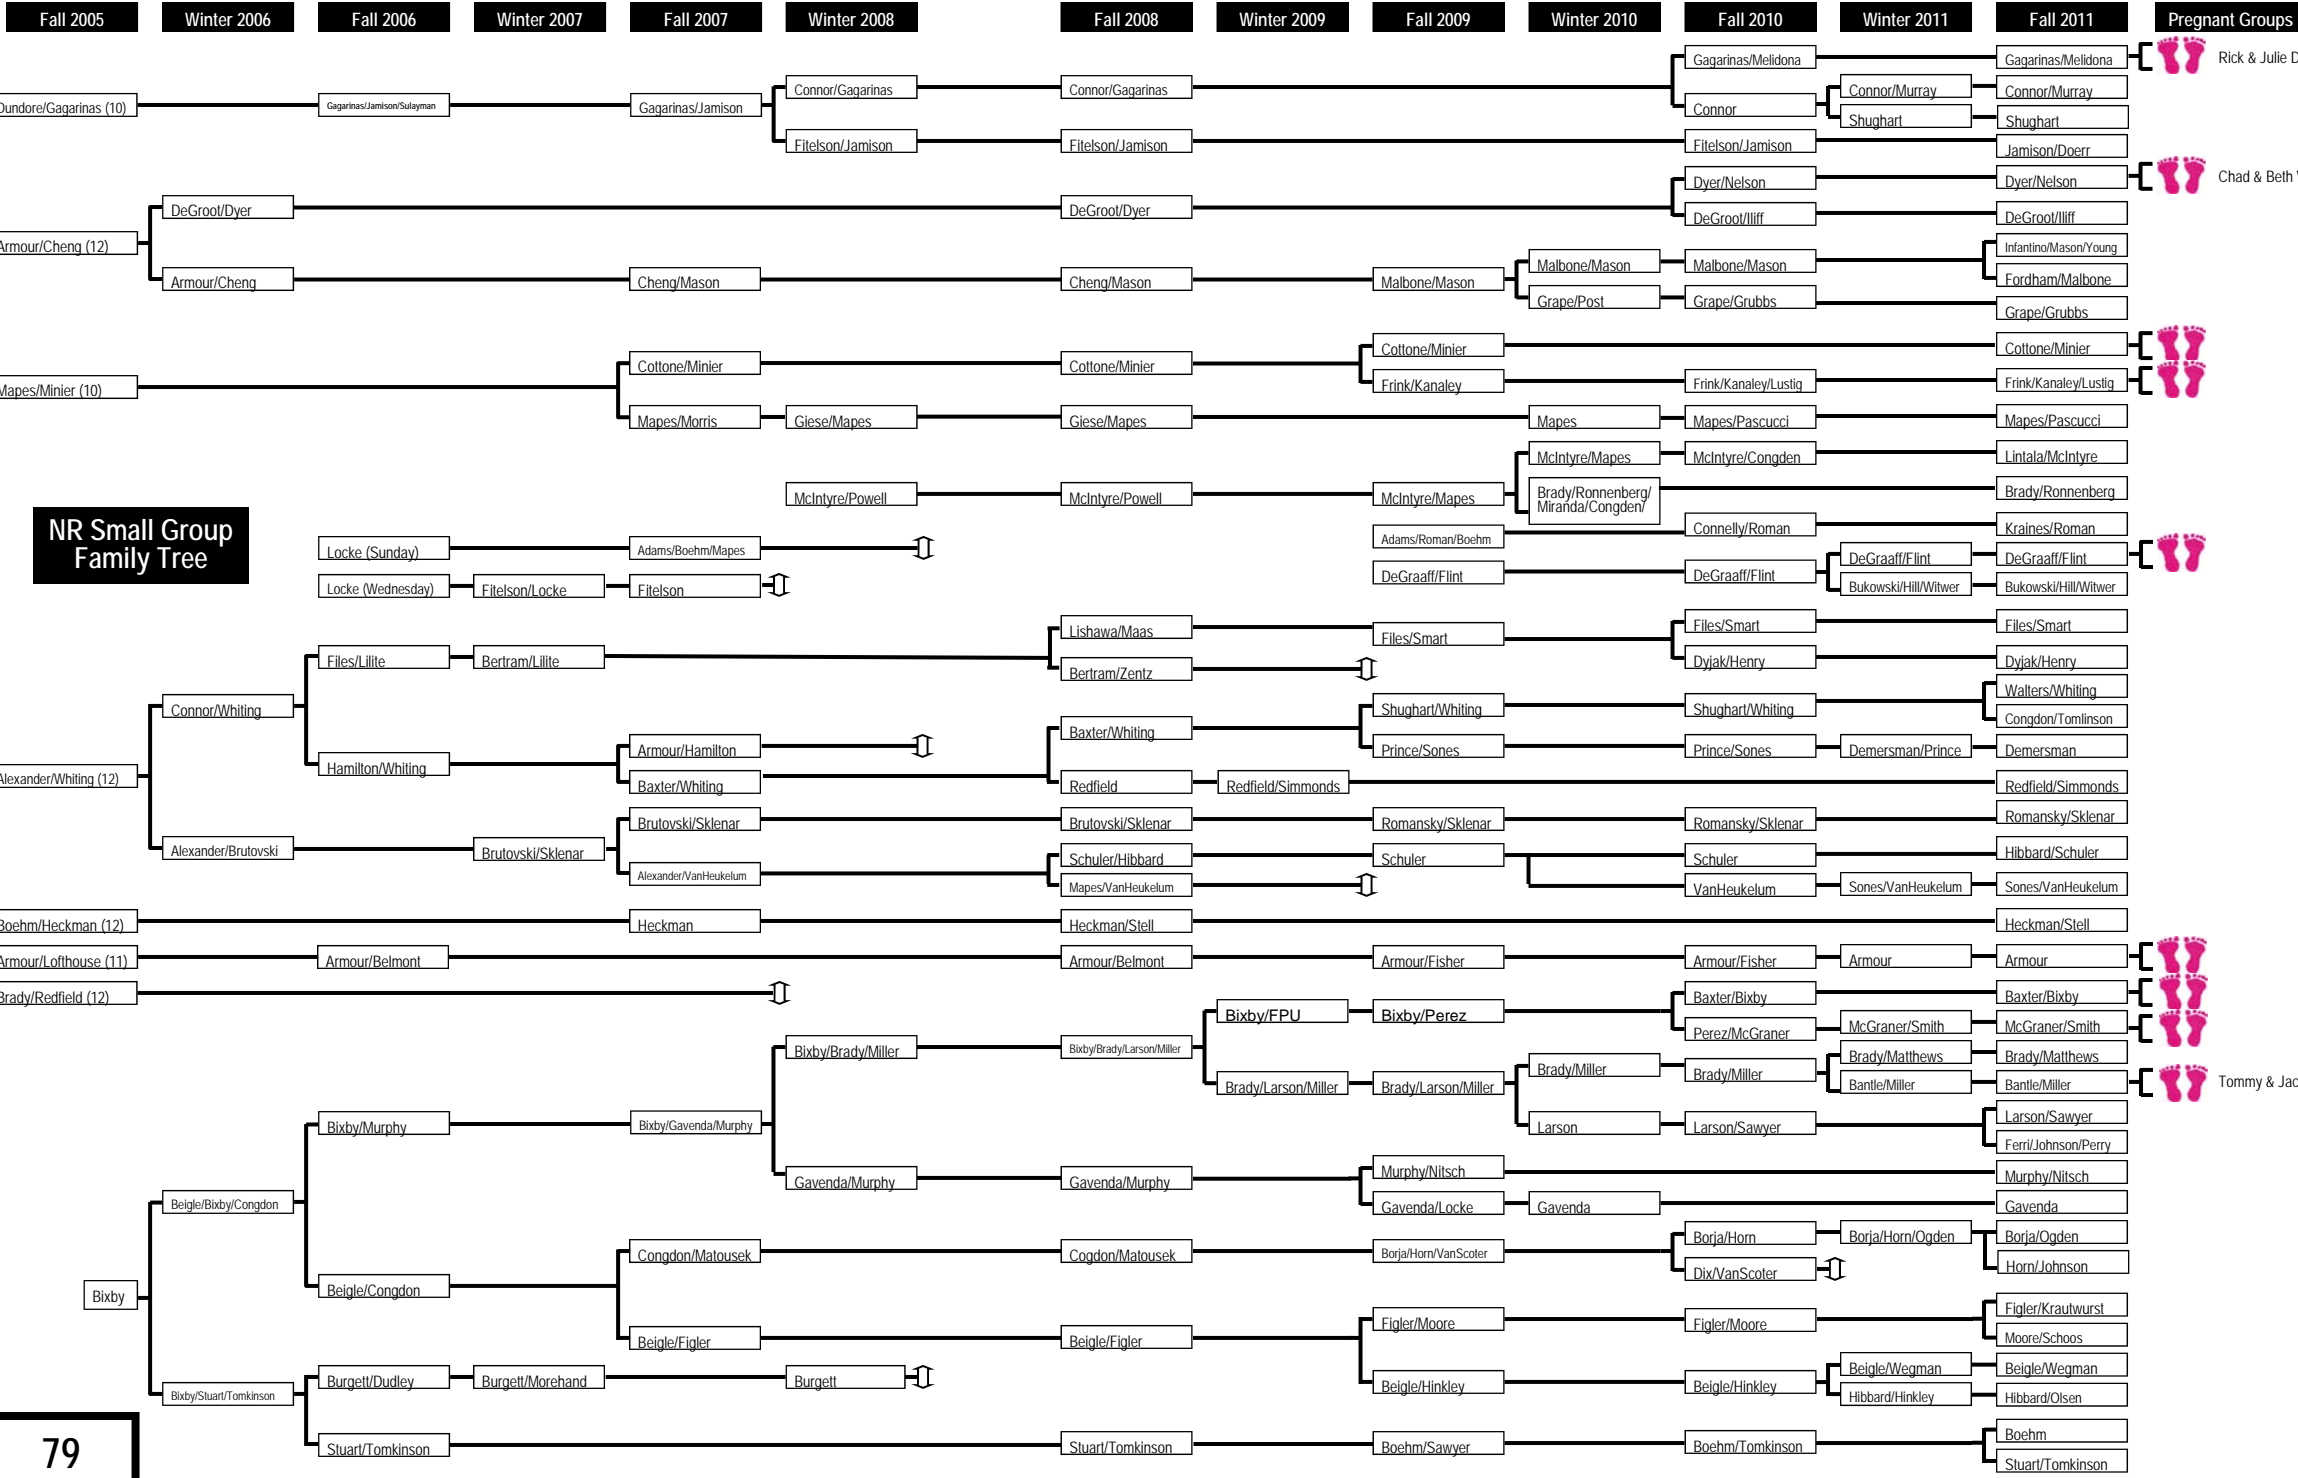 Fall 2005
Winter 2006
Fall 2006
Winter 2007
Fall 2007
Winter 2008
Fall 2008
Winter 2009
Fall 2009
Winter 2010
Fall 2010
Winter 2011
Fall 2011
Pregnant Groups
Gagarinas/Melidona
Gagarinas/Melidona
Rick & Julie D
Dundore/Gagarinas (10)
Gagarinas/Jamison/Sulayman
Gagarinas/Jamison
Connor/Gagarinas
Connor/Gagarinas
Connor
Connor/Murray
Connor/Murray
Shughart
Shughart
Fitelson/Jamison
Fitelson/Jamison
Fitelson/Jamison
Jamison/Doerr
Dyer/Nelson
Dyer/Nelson
Chad & Beth
DeGroot/Dyer
DeGroot/Dyer
DeGroot/Iliff
DeGroot/Iliff
Armour/Cheng (12)
Infantino/Mason/Young
Armour/Cheng
Cheng/Mason
Cheng/Mason
Malbone/Mason
Malbone/Mason
Malbone/Mason
Fordham/Malbone
Grape/Post
Grape/Grubbs
Grape/Grubbs
Cottone/Minier
Cottone/Minier
Cottone/Minier
Cottone/Minier
Mapes/Minier (10)
Frink/Kanaley
Frink/Kanaley/Lustig
Frink/Kanaley/Lustig
Mapes/Morris
Giese/Mapes
Giese/Mapes
Mapes
Mapes/Pascucci
Mapes/Pascucci
McIntyre/Mapes
McIntyre/Congden
Lintala/McIntyre
McIntyre/Powell
McIntyre/Powell
McIntyre/Mapes
Brady/Ronnenberg/
Miranda/Congden/
Brady/Ronnenberg
NR Small Group
Family Tree
Locke (Sunday)
Adams/Boehm/Mapes
Adams/Roman/Boehm
Connelly/Roman
Kraines/Roman
Locke (Wednesday)
Fitelson/Locke
Fitelson
DeGraaff/Flint
DeGraaff/Flint
DeGraaff/Flint
DeGraaff/Flint
Bukowski/Hill/Witwer
Bukowski/Hill/Witwer
Files/Lilite
Bertram/Lilite
Lishawa/Maas
Files/Smart
Files/Smart
Files/Smart
Bertram/Zentz
Dyjak/Henry
Dyjak/Henry
Connor/Whiting
Shughart/Whiting
Shughart/Whiting
Walters/Whiting
Congdon/Tomlinson
Hamilton/Whiting
Armour/Hamilton
Baxter/Whiting
Prince/Sones
Prince/Sones
Demersman/Prince
Demersman
Alexander/Whiting (12)
Baxter/Whiting
Redfield
Redfield/Simmonds
Redfield/Simmonds
Brutovski/Sklenar
Brutovski/Sklenar
Romansky/Sklenar
Romansky/Sklenar
Romansky/Sklenar
Alexander/Brutovski
Brutovski/Sklenar
Schuler/Hibbard
Schuler
Schuler
Hibbard/Schuler
Alexander/VanHeukelum
Mapes/VanHeukelum
VanHeukelum
Sones/VanHeukelum
Sones/VanHeukelum
Boehm/Heckman (12)
Heckman
Heckman/Stell
Heckman/Stell
Armour/Lofthouse (11)
Armour/Belmont
Armour/Belmont
Armour/Fisher
Armour/Fisher
Armour
Armour
Brady/Redfield (12)
Baxter/Bixby
Baxter/Bixby
Bixby/FPU
Bixby/Perez
Perez/McGraner
McGraner/Smith
McGraner/Smith
Bixby/Brady/Miller
Bixby/Brady/Larson/Miller
Brady/Matthews
Brady/Matthews
Brady/Larson/Miller
Brady/Larson/Miller
Brady/Miller
Brady/Miller
Bantle/Miller
Bantle/Miller
Tommy & Jac
Bixby/Murphy
Bixby/Gavenda/Murphy
Larson
Larson/Sawyer
Larson/Sawyer
Ferri/Johnson/Perry
Gavenda/Murphy
Gavenda/Murphy
Murphy/Nitsch
Murphy/Nitsch
Beigle/Bixby/Congdon
Gavenda/Locke
Gavenda
Gavenda
Congdon/Matousek
Cogdon/Matousek
Borja/Horn/VanScoter
Borja/Horn
Borja/Horn/Ogden
Borja/Ogden
Dix/VanScoter
Horn/Johnson
Bixby
Beigle/Congdon
Figler/Krautwurst
Beigle/Figler
Beigle/Figler
Figler/Moore
Figler/Moore
Moore/Schoos
Bixby/Stuart/Tomkinson
Burgett/Dudley
Burgett/Morehand
Burgett
Beigle/Hinkley
Beigle/Hinkley
Beigle/Wegman
Beigle/Wegman
Hibbard/Hinkley
Hibbard/Olsen
79
Stuart/Tomkinson
Stuart/Tomkinson
Boehm/Sawyer
Boehm/Tomkinson
Boehm
Stuart/Tomkinson